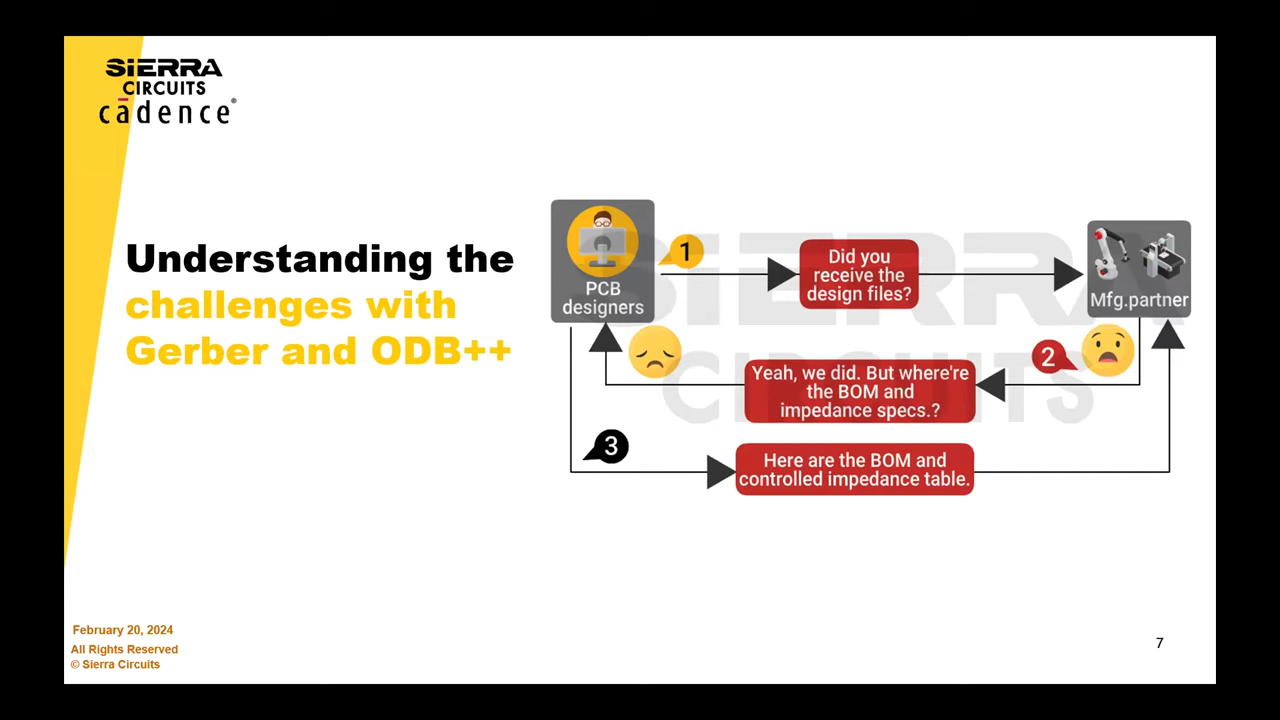 SIERRA
CIRCUITS
cādence®
Understanding the
challenges with
Gerber and ODB++
PCB
designers
1
Did you
receive the
design files?
Mfg.partner
2
Yeah, we did. But where're
the BOM and
impedance specs.?
3
Here are the BOM and
controlled impedance table.
SIERRA
CIRCUITS
February 20, 2024
All Rights Reserved
© Sierra Circuits
7